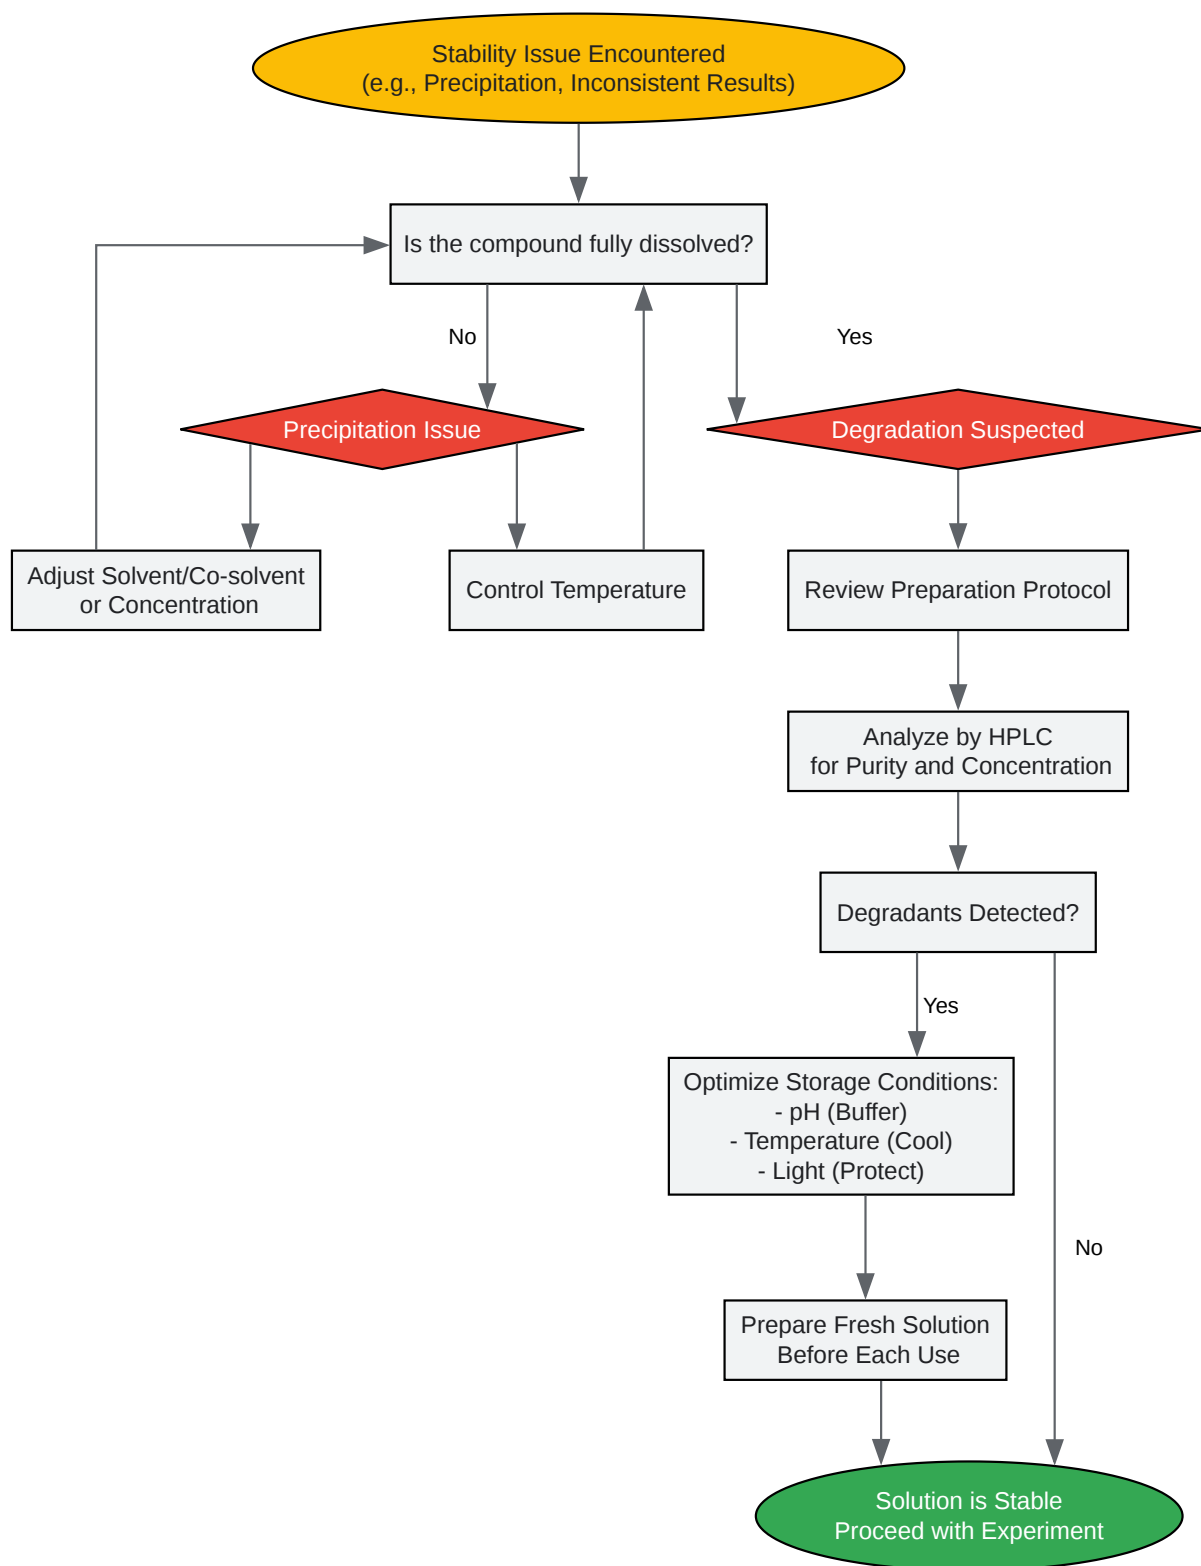 Stability Issue Encountered
(e.g., Precipitation, Inconsistent Results)
Is the compound fully dissolved?
No
Yes
Precipitation Issue
Degradation Suspected
Adjust Solvent/Co-solvent
or Concentration
Control Temperature
Review Preparation Protocol
Analyze by HPLC
for Purity and Concentration
Degradants Detected?
Yes
Optimize Storage Conditions:
- pH (Buffer)
- Temperature (Cool)
- Light (Protect)
No
Prepare Fresh Solution
Before Each Use
Solution is Stable
Proceed with Experiment